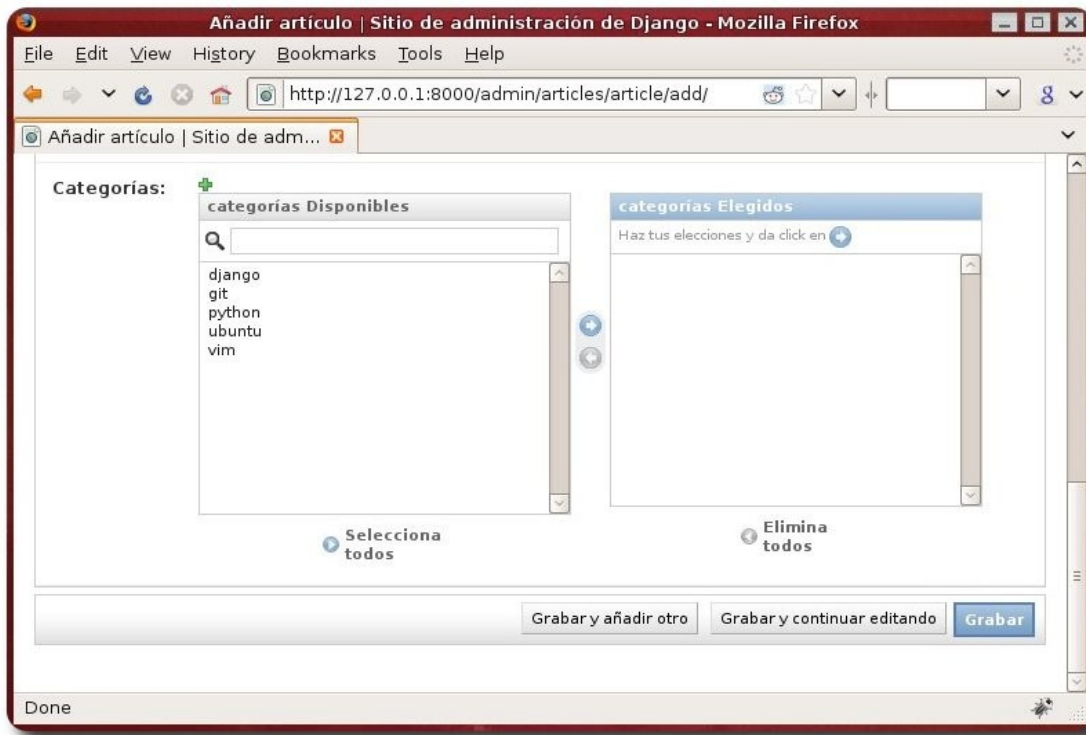 Añadir artículo | Sitio de administración de Django - Mozilla Firefox
File Edit View History Bookmarks Tools Help
http://127.0.0.1:8000/admin/articles/article/add/
Añadir artículo | Sitio de adm...
Categorías:
categorías Disponibles
django
git
python
ubuntu
vim
Selecciona
todos
categorías Elegidos
Haz tus elecciones y da click en
Elimina
todos
Grabar y añadir otro
Grabar y continuar editando
Grabar
Done